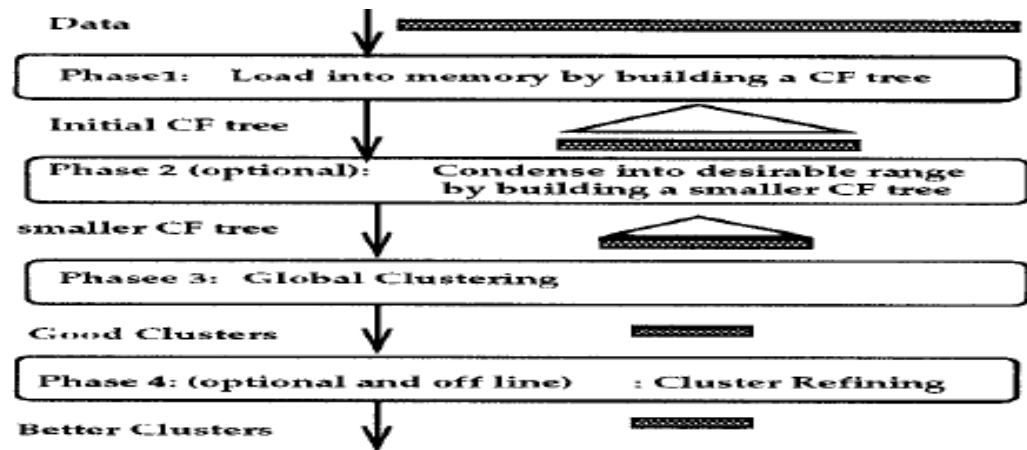 Data
Phase1: Load into memory by building a CF tree
Initial CF tree
Phase 2 (optional): Condense into desirable range
by building a smaller CF tree
smaller CF tree
Phasee 3: Global Clustering
Good Clusters
Phase 4: (optional and off line) : Cluster Refining
Better Clusters